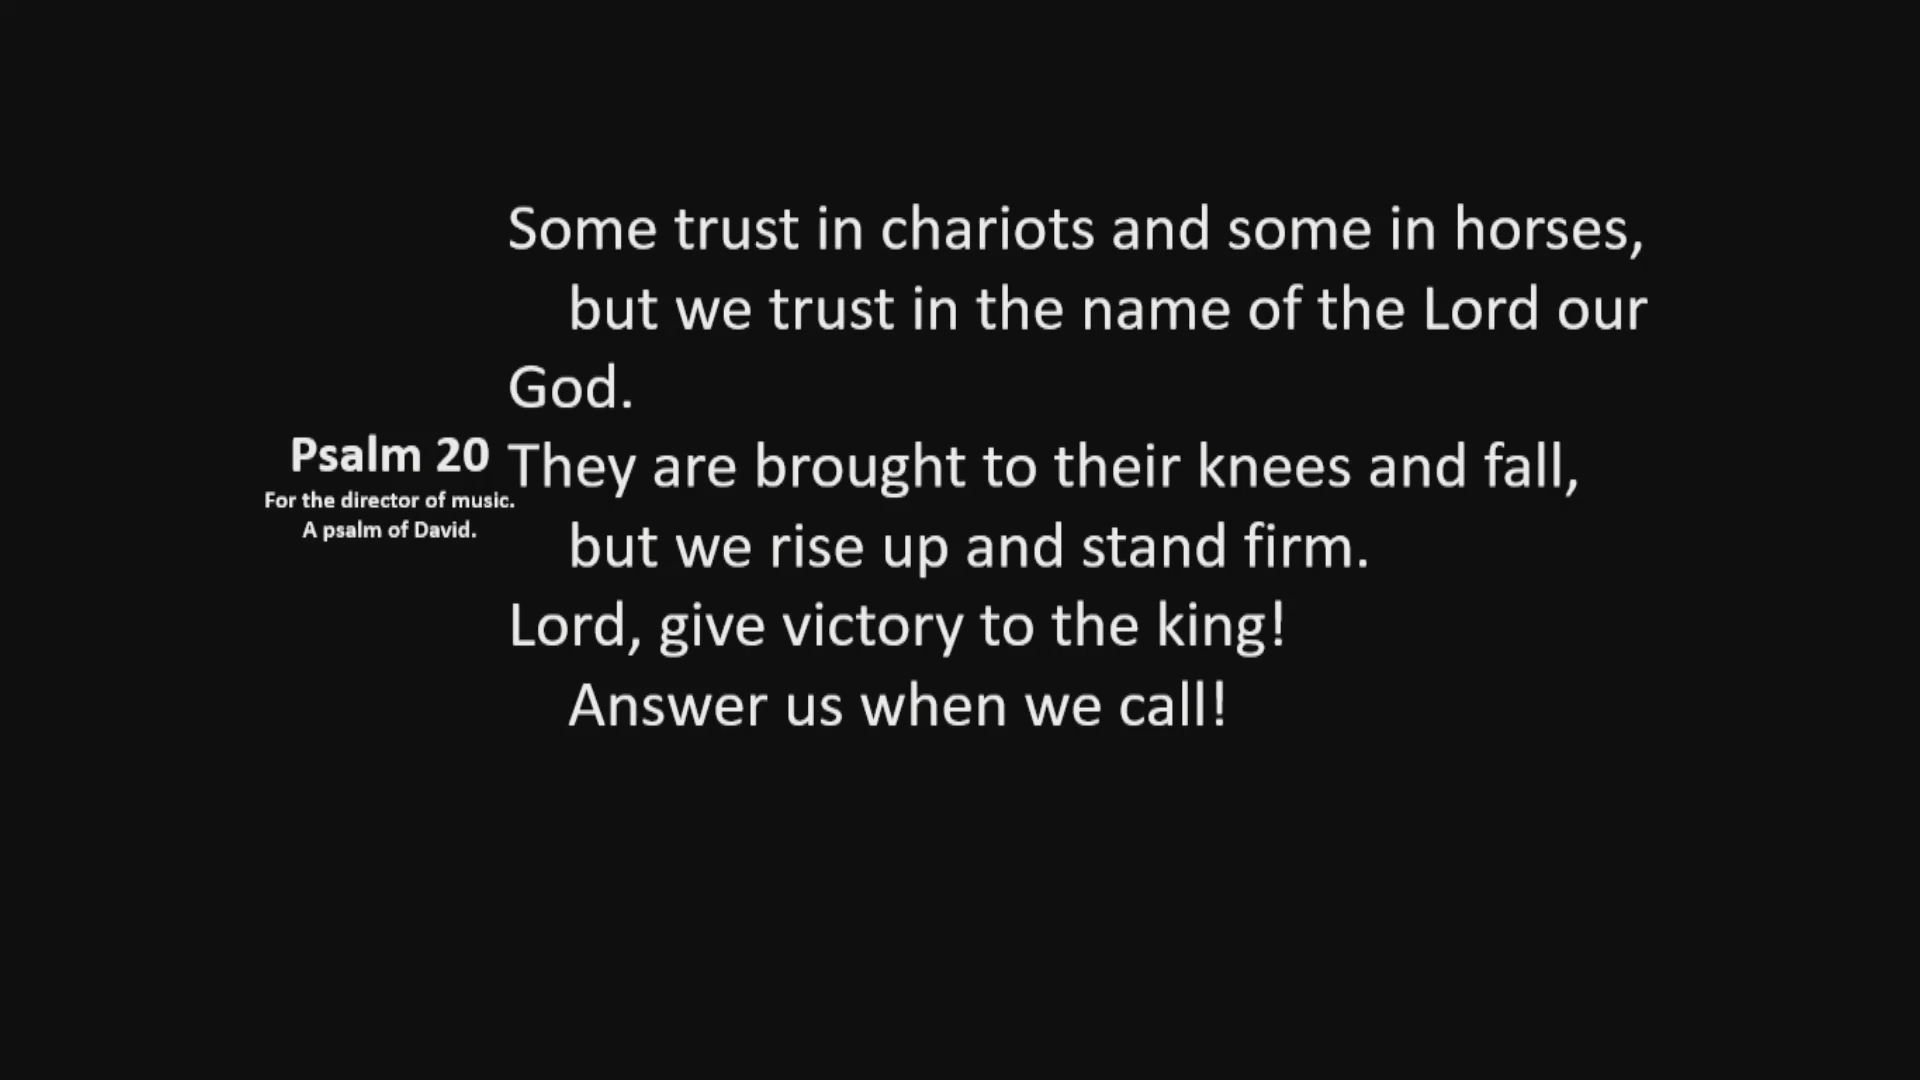 Psalm 20
For the director of music.
A psalm of David.
Some trust in chariots and some in horses,
but we trust in the name of the Lord our
God.
They are brought to their knees and fall,
but we rise up and stand firm.
Lord, give victory to the king!
Answer us when we call!